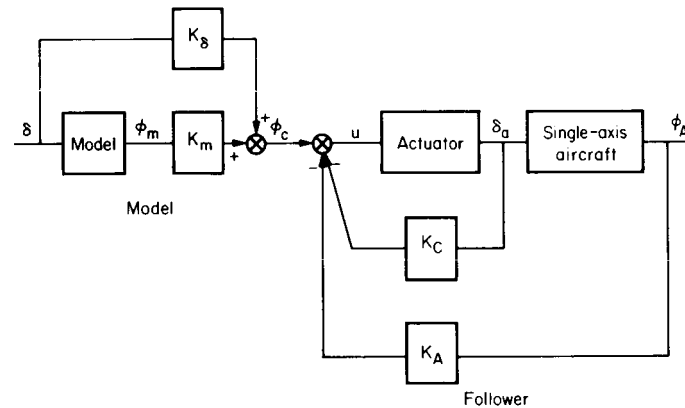 K_δ
δ
Model
ϕ_m
K_m
+
+
ϕ_c
u
Actuator
δ_a
Single-axis
aircraft
ϕ_A
Model
−
−
K_C
K_A
Follower